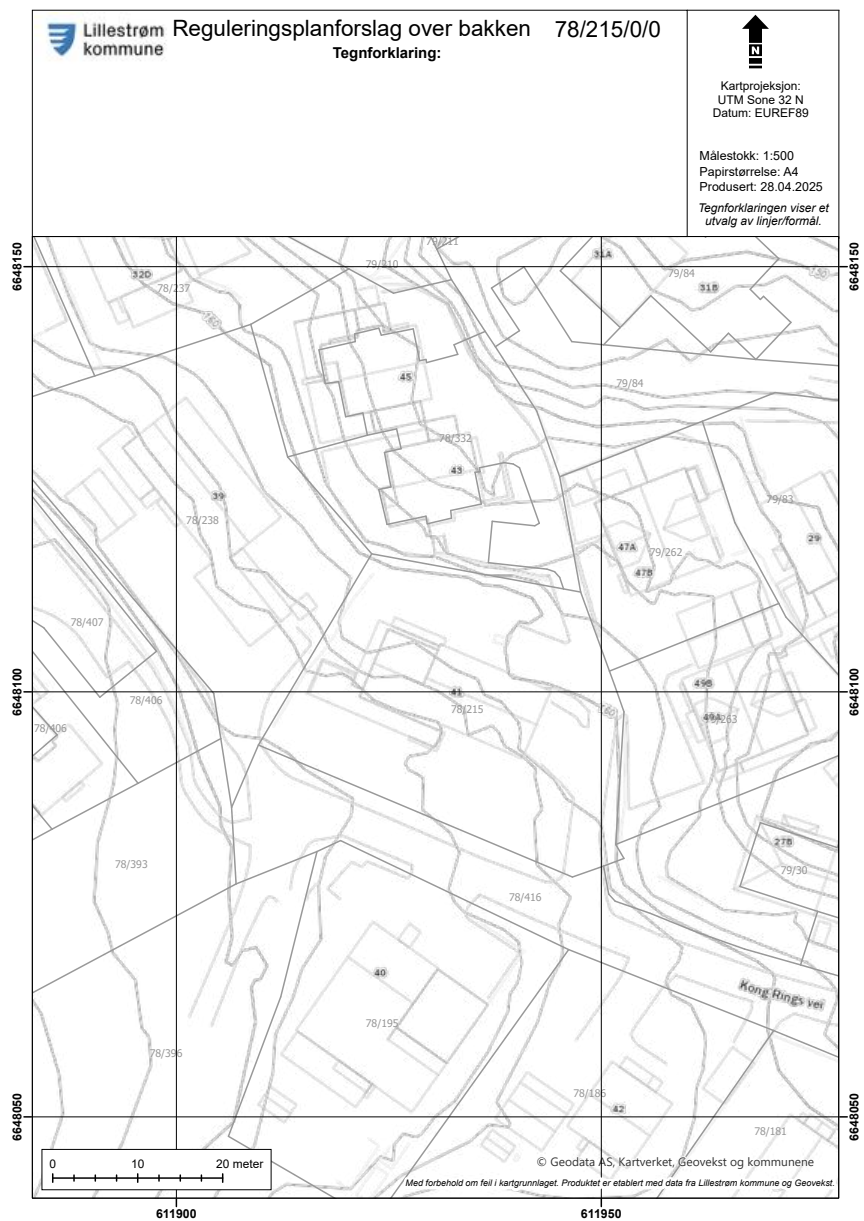 Lillestrøm
kommune
Reguleringsplanforslag over bakken 78/215/0/0
Tegnforklaring:
N
Kartprojeksjon:
UTM Sone 32 N
Datum: EUREF89
Målestokk: 1:500
Papirstørrelse: A4
Produsert: 28.04.2025
Tegnforklaringen viser et
utvalg av linjer/formål.
79/211
79/210
31A
6648150
6648150
32D
79/84
150
78/237
31B
160
45
79/84
78/332
43
39
79/83
78/238
29
47A
79/262
47B
78/407
49B
41
6648100
6648100
78/406
78/215
160
49A
79/263
78/406
27B
78/393
79/30
78/416
40
Kong Rings vei
78/195
78/396
78/186
42
6648050
6648050
78/181
0 10 20 meter
© Geodata AS, Kartverket, Geovekst og kommunene
Med forbehold om feil i kartgrunnlaget. Produktet er etablert med data fra Lillestrøm kommune og Geovekst.
611900
611950